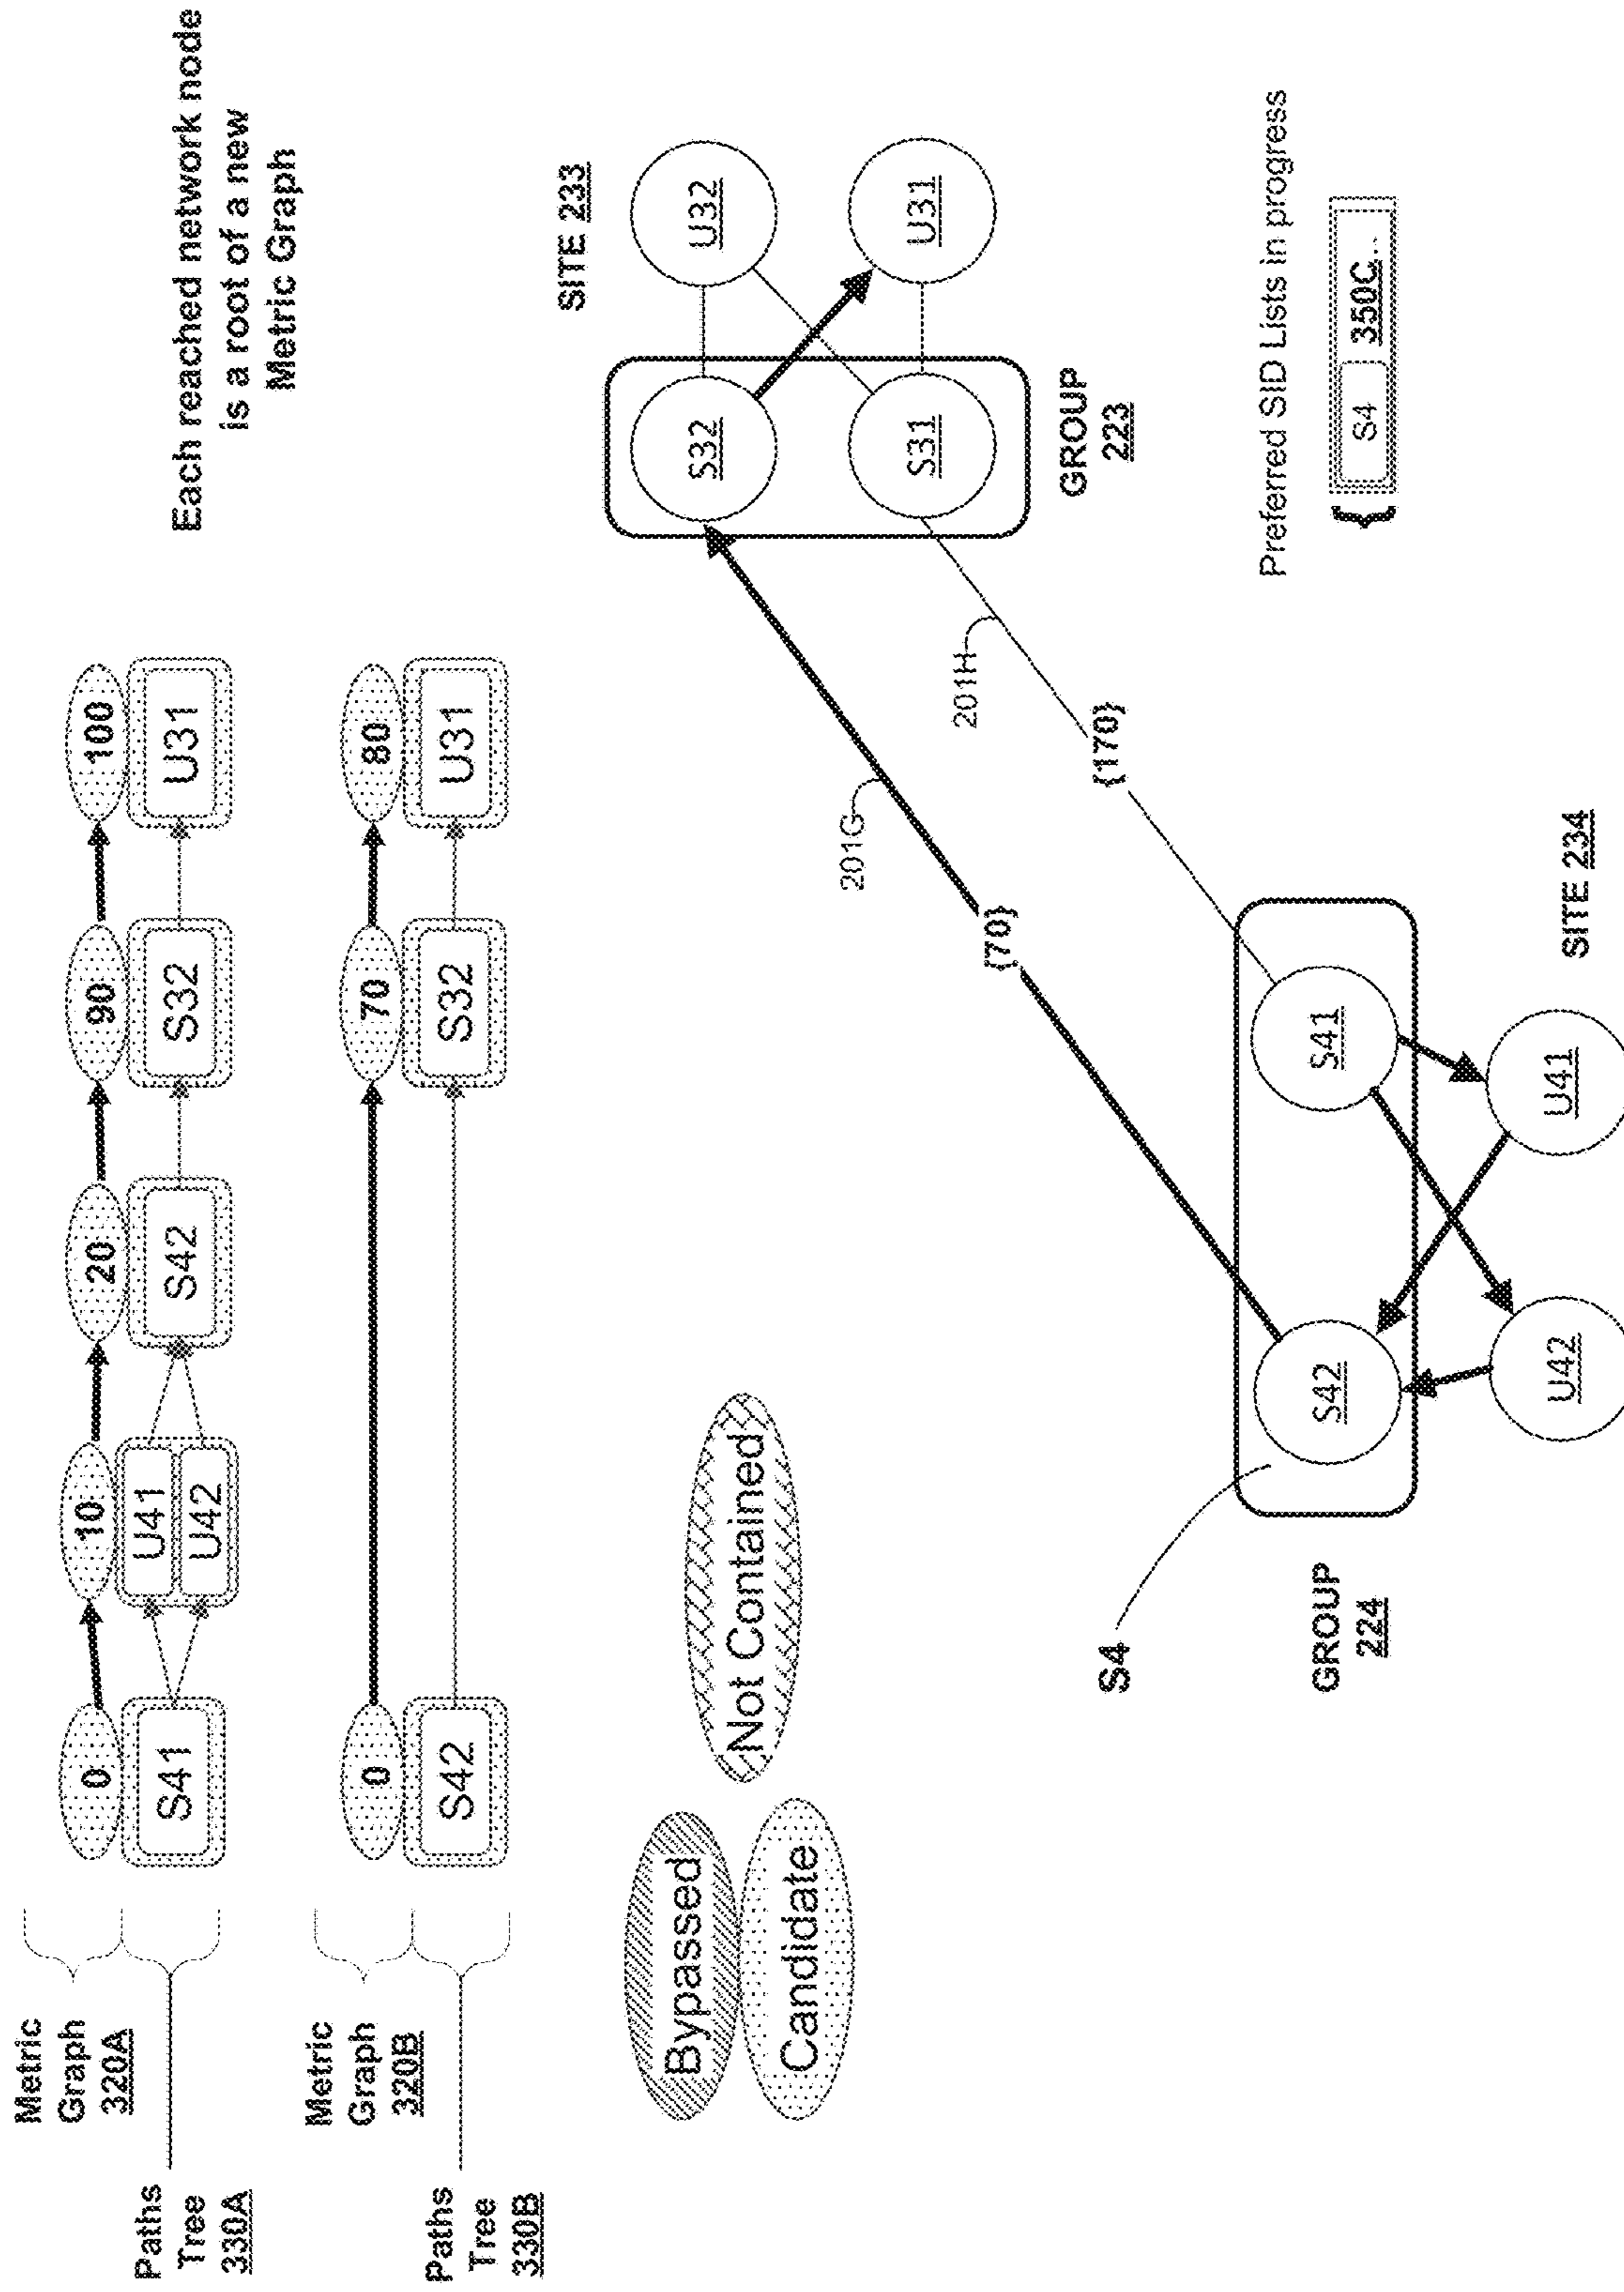 Metric
Graph
320A
Paths
Tree
330A
0
10
20
90
100
S41
U41
U42
S42
S32
U31
Each reached network node
is a root of a new
Metric Graph
Metric
Graph
320B
Paths
Tree
330B
0
70
80
S42
S32
U31
Bypassed
Candidate
Not Contained
SITE 233
S32
U32
S31
U31
GROUP
223
201G
201H
{70}
{170}
S4
GROUP
224
S42
S41
U42
U41
SITE 234
Preferred SID Lists in progress
{
S4
350C